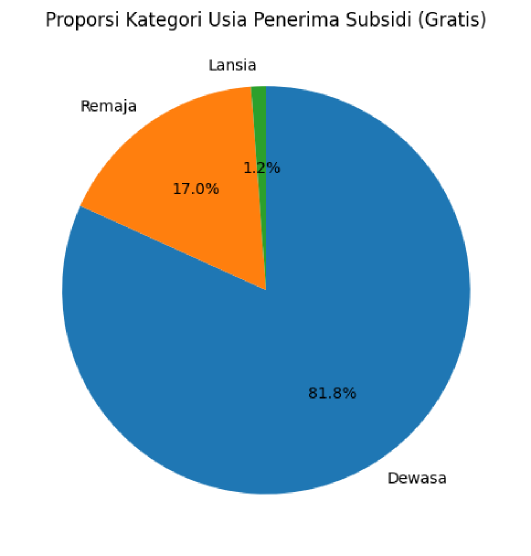 Proporsi Kategori Usia Penerima Subsidi (Gratis)
Lansia
Remaja
1.2%
17.0%
81.8%
Dewasa